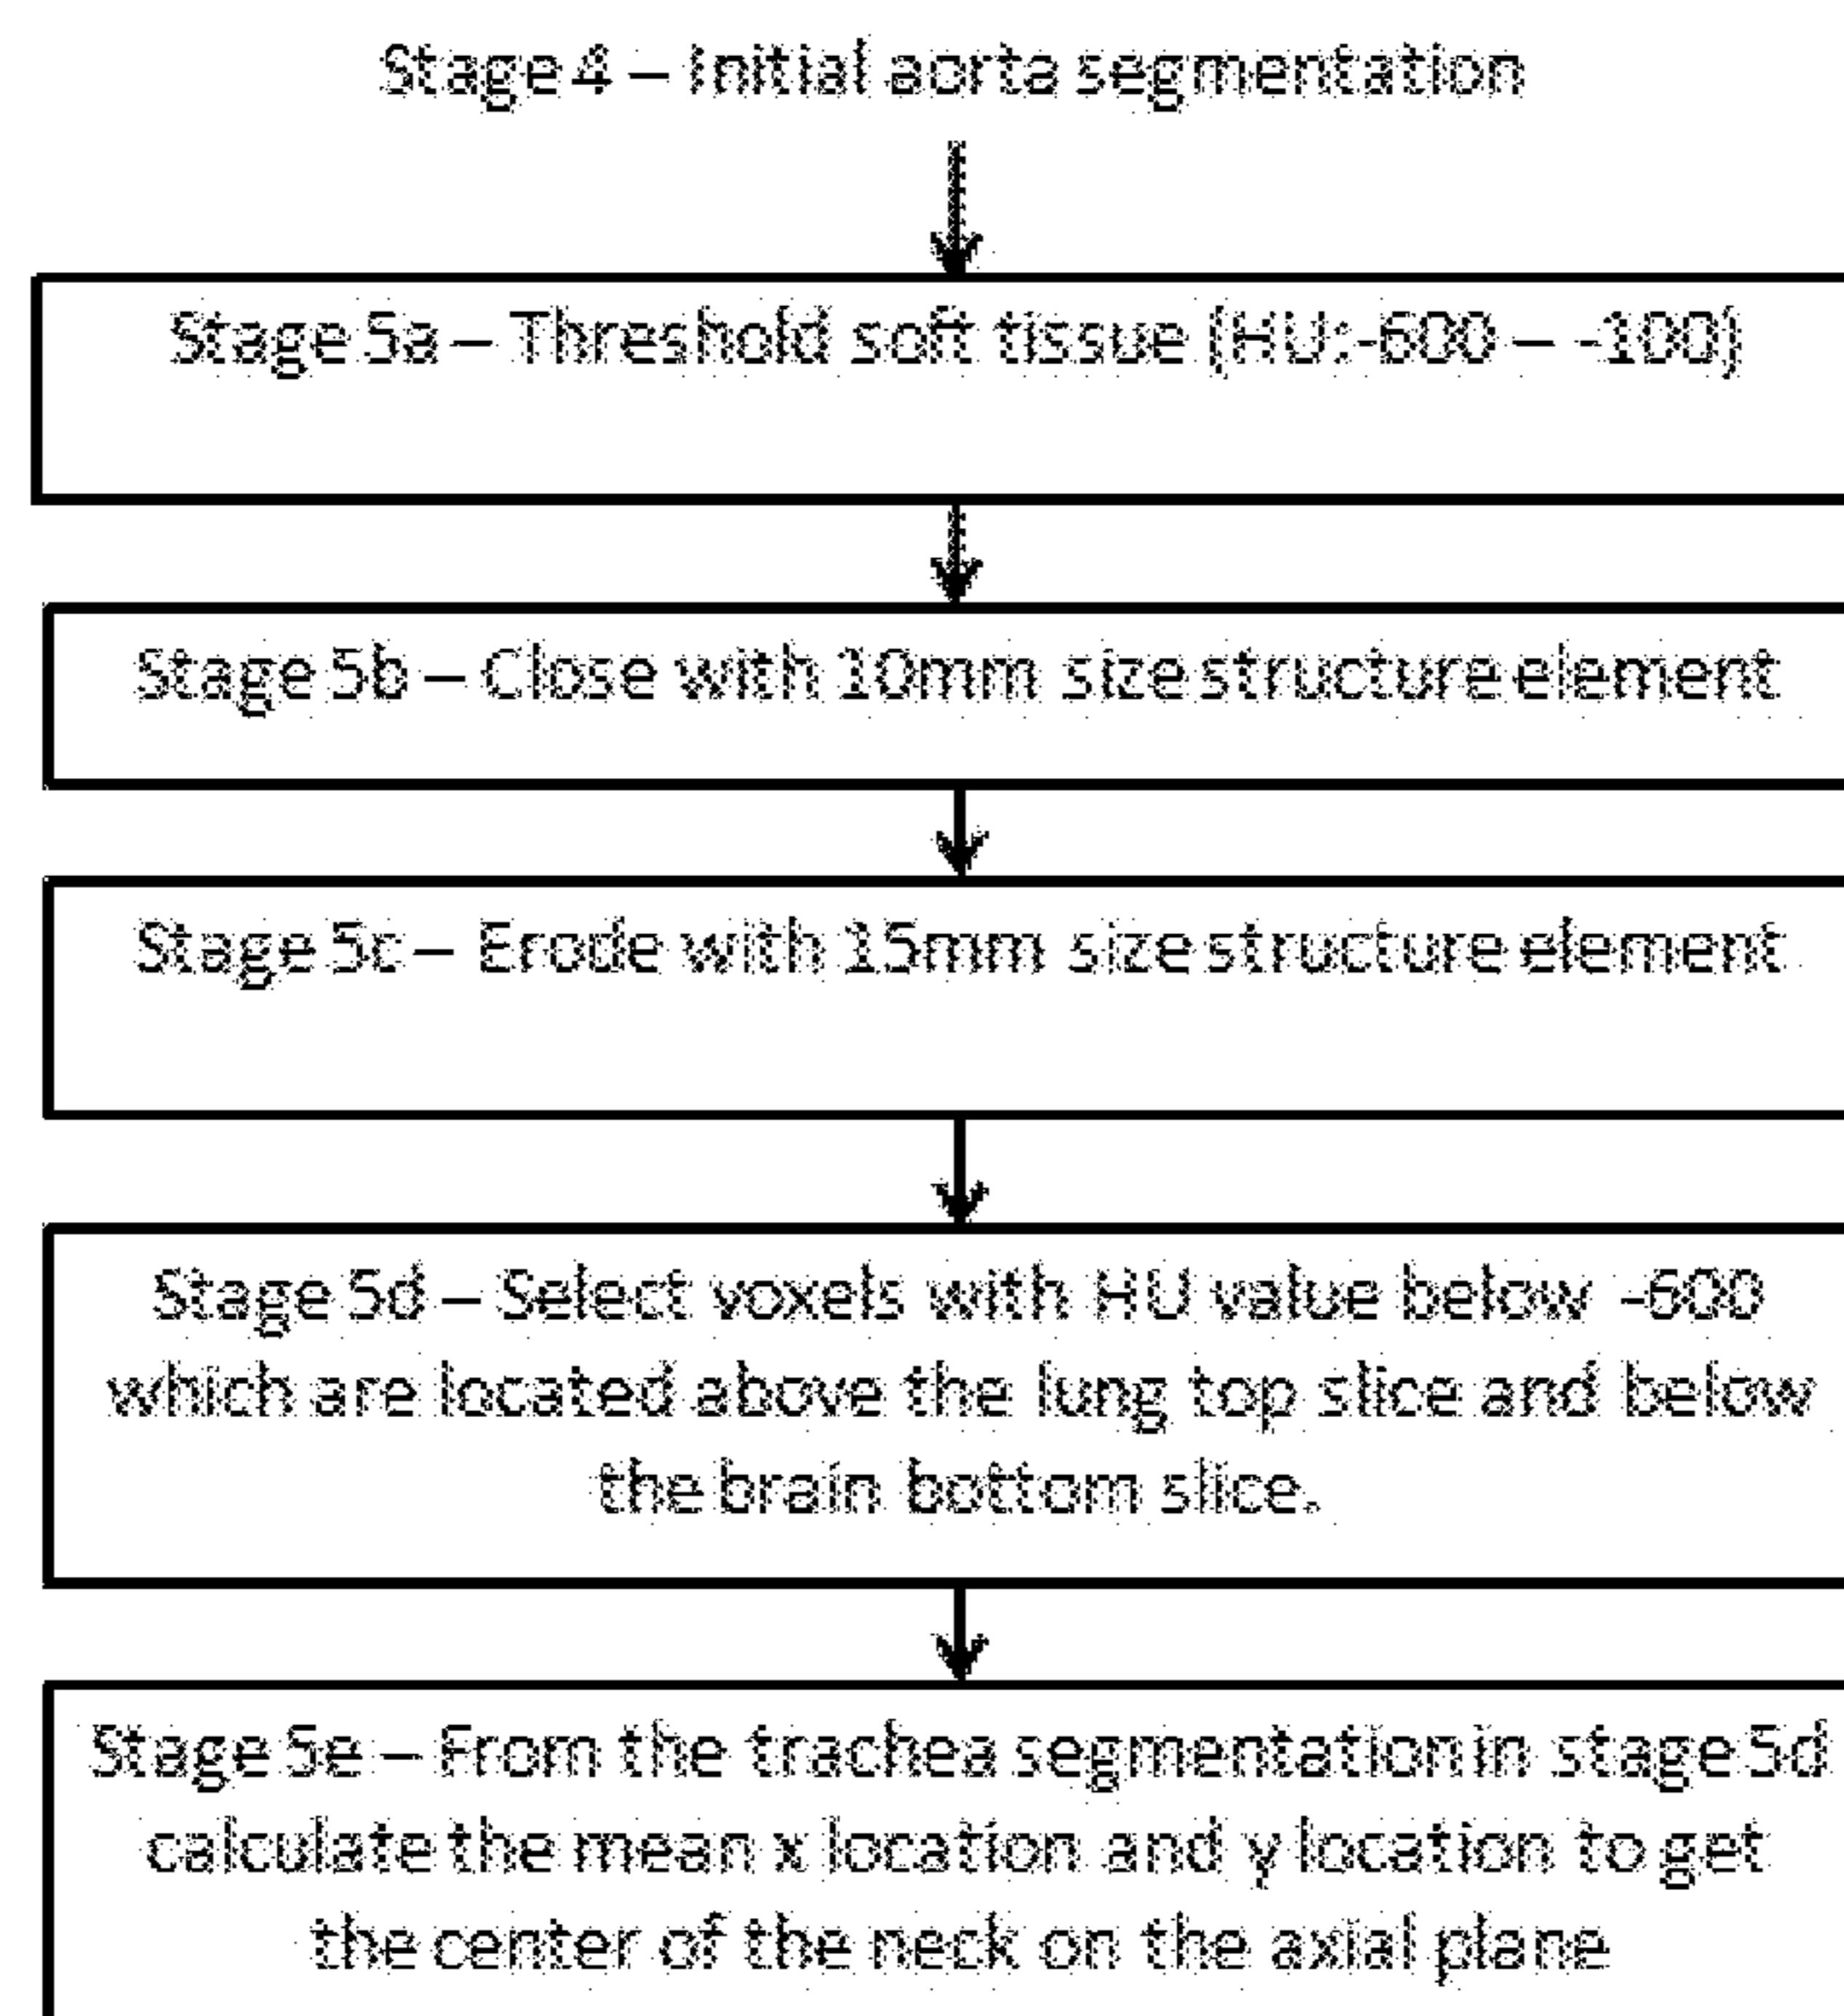 Stage 4 – Initial aorta segmentation
Stage 5a – Threshold soft tissue (HU:-600 – -100)
Stage 5b – Close with 10mm size structure element
Stage 5c – Erode with 15mm size structure element
Stage 5d – Select voxels with HU value below -600
which are located above the lung top slice and below
the brain bottom slice.
Stage 5e – From the trachea segmentation in stage 5d
calculate the mean x location and y location to get
the center of the neck on the axial plane